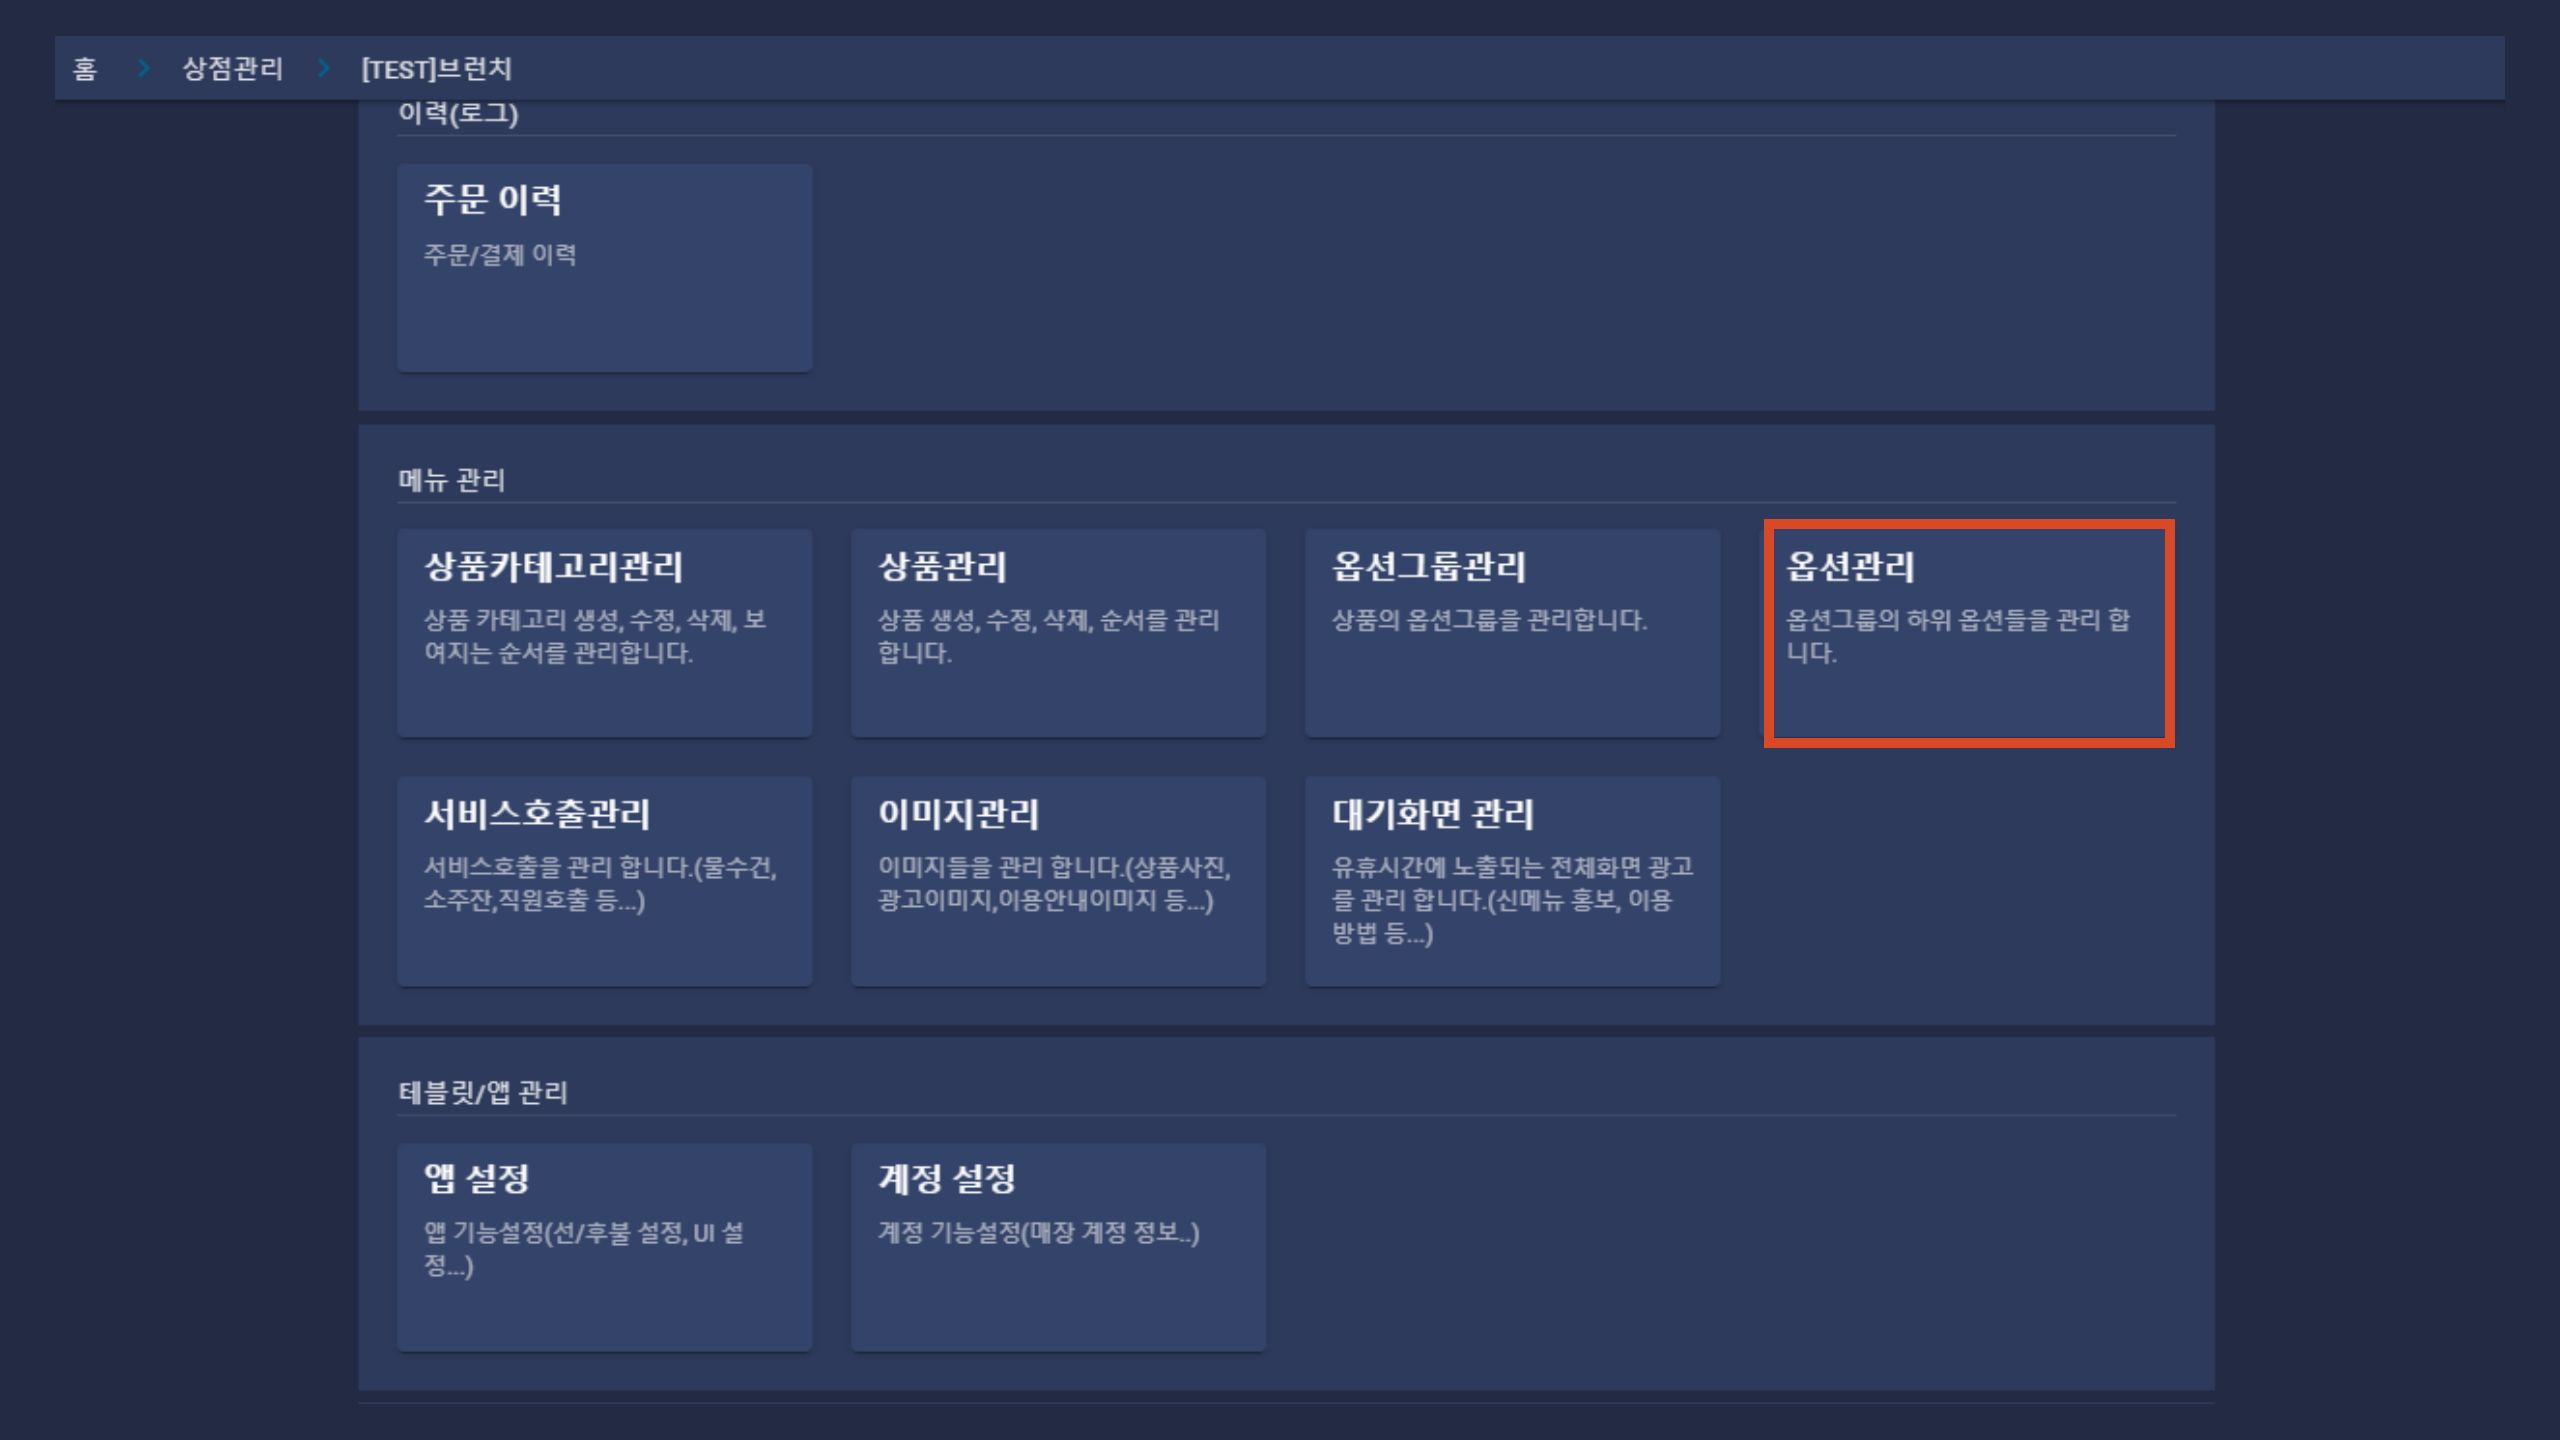 홈 > 상점관리 > [TEST]브런치
이력(로그)
주문 이력
주문/결제 이력
메뉴 관리
상품카테고리관리
상품 카테고리 생성, 수정, 삭제, 보
여지는 순서를 관리합니다.
상품관리
상품 생성, 수정, 삭제, 순서를 관리
합니다.
옵션그룹관리
상품의 옵션그룹을 관리합니다.
옵션관리
옵션그룹의 하위 옵션들을 관리 합
니다.
서비스호출관리
서비스호출을 관리 합니다.(물수건,
소주잔,직원호출 등...)
이미지관리
이미지들을 관리 합니다.(상품사진,
광고이미지,이용안내이미지 등...)
대기화면 관리
유휴시간에 노출되는 전체화면 광고
를 관리 합니다.(신메뉴 홍보, 이용
방법 등...)
테블릿/앱 관리
앱 설정
앱 기능설정(선/후불 설정, UI 설
정...)
계정 설정
계정 기능설정(매장 계정 정보..)